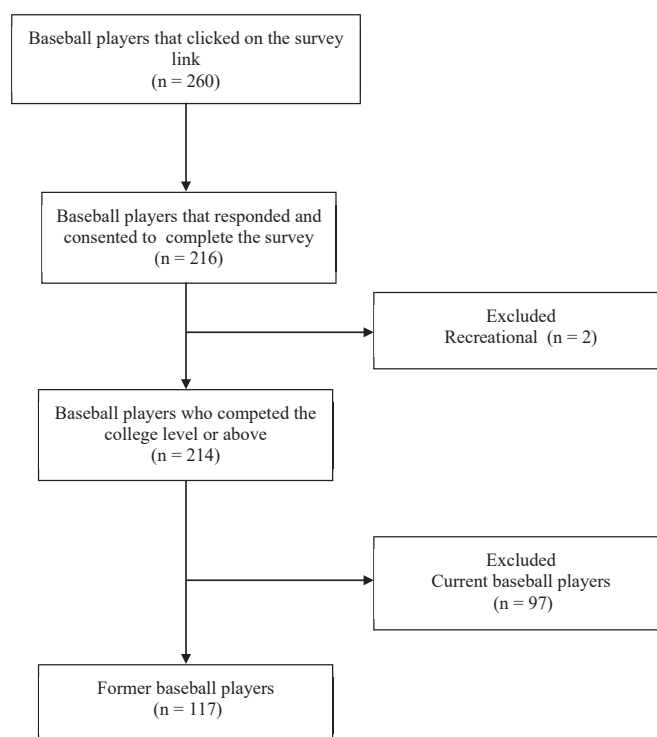 Baseball players that clicked on the survey
link
(n = 260)
Baseball players that responded and
consented to complete the survey
(n = 216)
Excluded
Recreational (n = 2)
Baseball players who competed the
college level or above
(n = 214)
Excluded
Current baseball players
(n = 97)
Former baseball players
(n = 117)